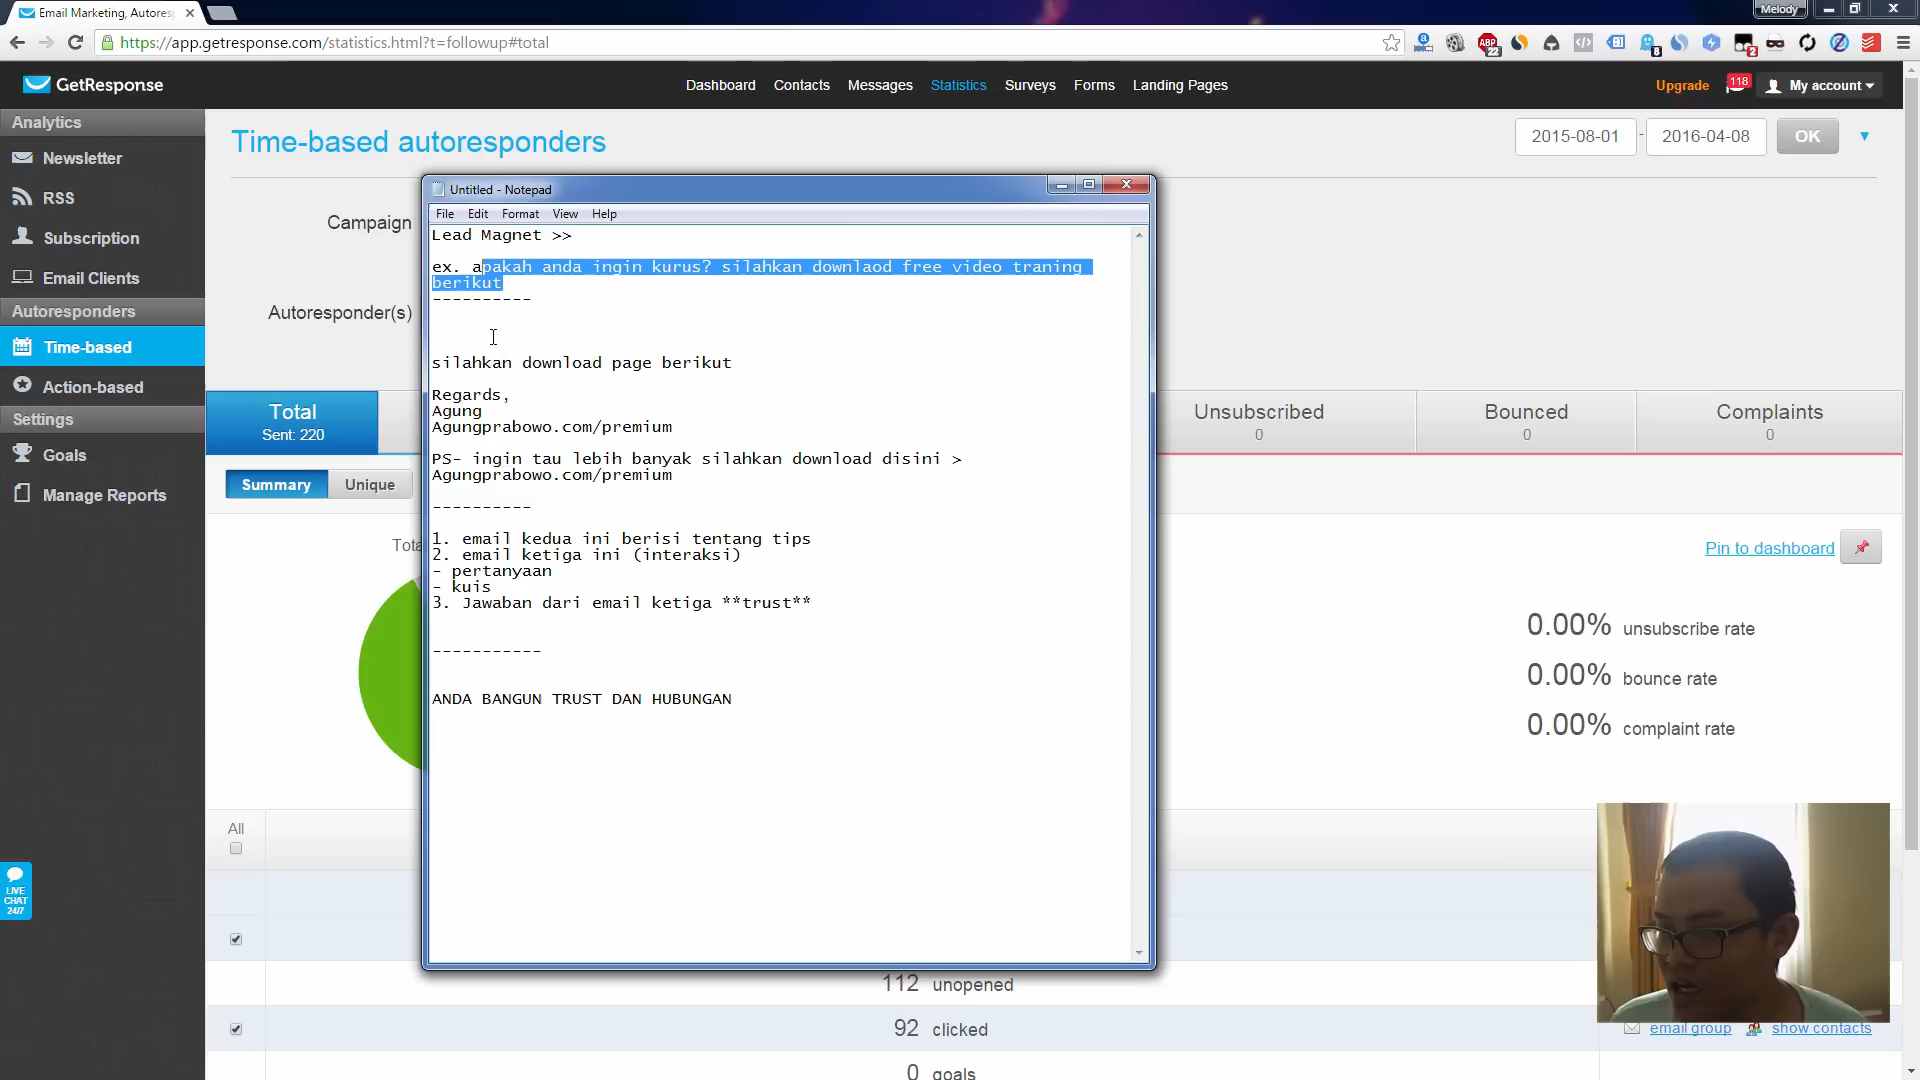 Email Marketing, Autoresp
Melody
https://app.getresponse.com/statistics.html?t=followup#total
ABP
22
8
2
GetResponse
Dashboard Contacts Messages Statistics Surveys Forms Landing Pages
Upgrade 118 My account
Analytics
Newsletter
RSS
Subscription
Email Clients
Autoresponders
Time-based
Action-based
Settings
Goals
Manage Reports
LIVE
CHAT
24/7
Time-based autoresponders
2015-08-01 - 2016-04-08 OK
Campaign
Autoresponder(s)
Total
Sent: 220
Unsubscribed
0
Bounced
0
Complaints
0
Summary Unique
Tota
Pin to dashboard
0.00% unsubscribe rate
0.00% bounce rate
0.00% complaint rate
All
112 unopened
92 clicked
email group show contacts
0 goals
Untitled - Notepad
File Edit Format View Help
Lead Magnet >>
ex. apakah anda ingin kurus? silahkan downlaod free video traning
berikut
----------
silahkan download page berikut
Regards,
Agung
Agungprabowo.com/premium
PS- ingin tau lebih banyak silahkan download disini >
Agungprabowo.com/premium
----------
1. email kedua ini berisi tentang tips
2. email ketiga ini (interaksi)
- pertanyaan
- kuis
3. Jawaban dari email ketiga **trust**
-----------
ANDA BANGUN TRUST DAN HUBUNGAN